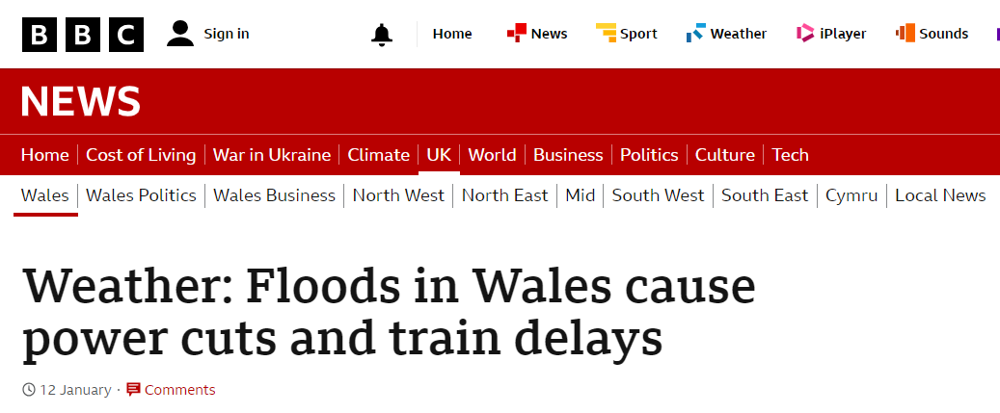 BBC Sign in Home News Sport Weather iPlayer Sounds
NEWS
Home Cost of Living War in Ukraine Climate UK World Business Politics Culture Tech
Wales Wales Politics Wales Business North West North East Mid South West South East Cymru Local News
Weather: Floods in Wales cause
power cuts and train delays
12 January · Comments